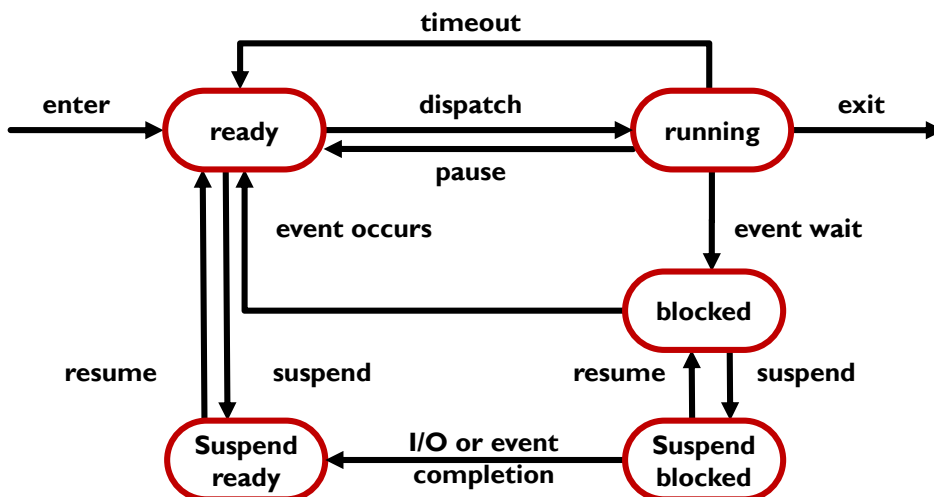 timeout
enter
dispatch
exit
ready
running
pause
event occurs
event wait
blocked
resume
suspend
resume
suspend
Suspend
ready
I/O or event
completion
Suspend
blocked